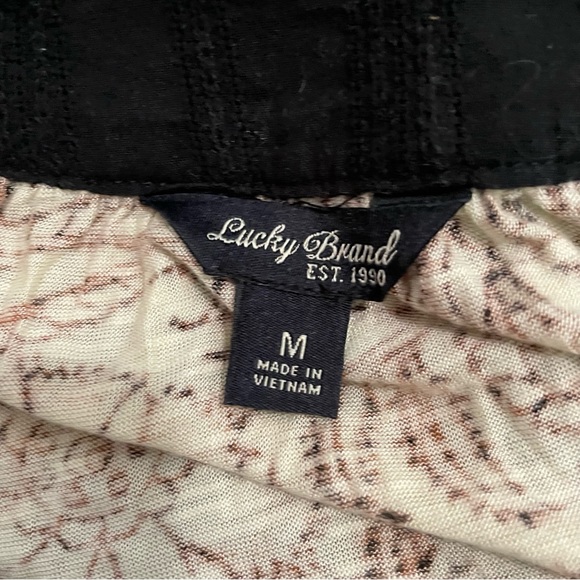 Lucky Brand
EST. 1990
M
MADE IN
VIETNAM